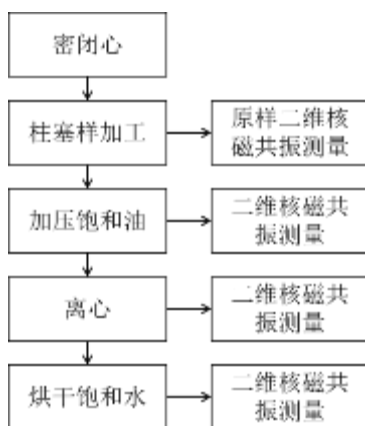 密闭心
柱塞样加工
原样二维核
磁共振测量
加压饱和油
二维核磁共
振测量
离心
二维核磁共
振测量
烘干饱和水
二维核磁共
振测量